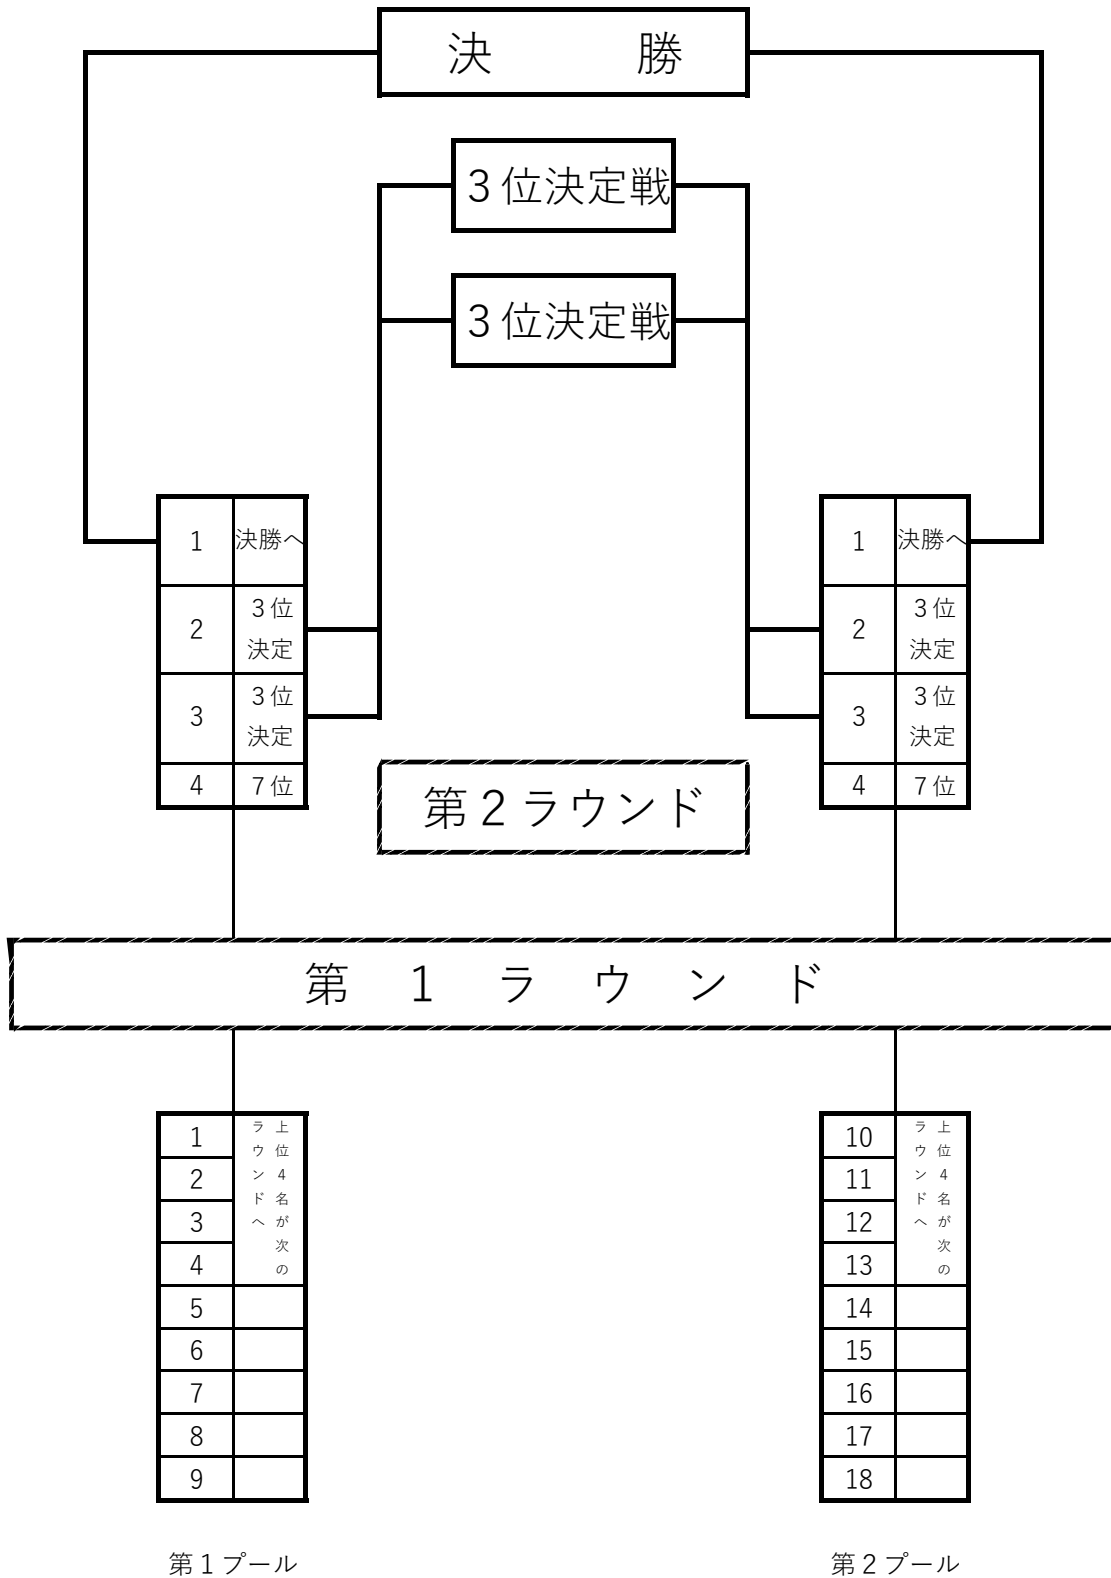 決　勝
３位決定戦
３位決定戦
1 決勝へ
2 ３位
決定
3 ３位
決定
4 ７位
1 決勝へ
2 ３位
決定
3 ３位
決定
4 ７位
第２ラウンド
第１ラウンド
上位４名が次の
ラウンドへ
1
2
3
4
5
6
7
8
9
上位４名が次の
ラウンドへ
10
11
12
13
14
15
16
17
18
第１プール
第２プール